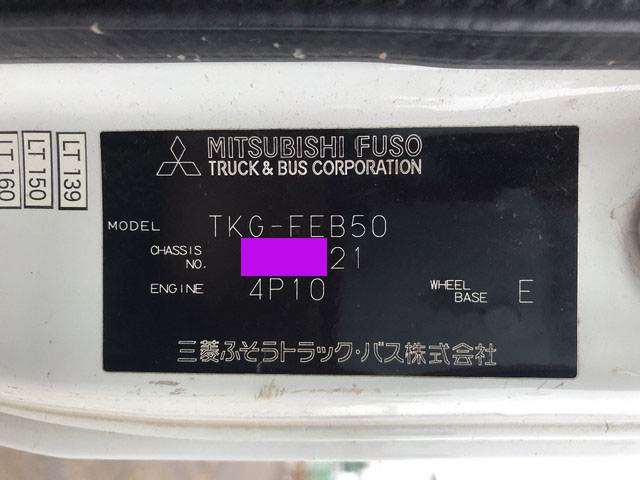 MITSUBISHI FUSO
TRUCK & BUS CORPORATION
MODEL TKG-FEB50
CHASSIS NO. 21
ENGINE 4P10 WHEEL BASE E
三菱ふそうトラック・バス株式会社
LT 160
LT 150
LT 139